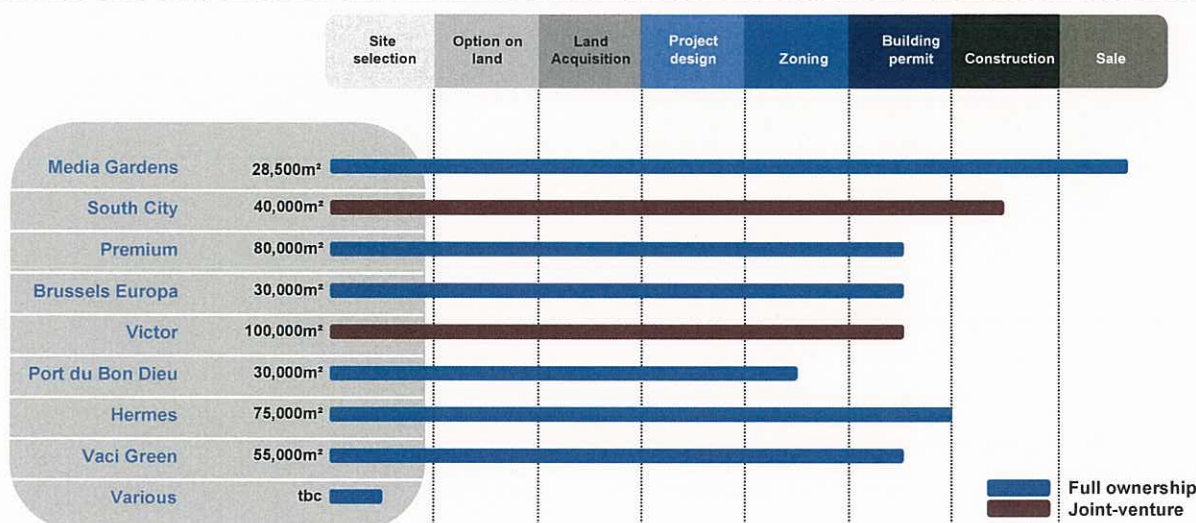 Site selection
Option on land
Land Acquisition
Project design
Zoning
Building permit
Construction
Sale
Media Gardens 28,500m²
South City 40,000m²
Premium 80,000m²
Brussels Europa 30,000m²
Victor 100,000m²
Port du Bon Dieu 30,000m²
Hermes 75,000m²
Vaci Green 55,000m²
Various tbc
Full ownership
Joint-venture